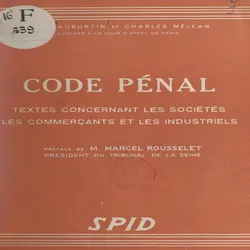 16 F
539
AUBURTIN ET CHARLES MÉJEAN
A LA COUR D'APPEL DE PARIS
CODE PÉNAL
TEXTES CONCERNANT LES SOCIÉTÉS
LES COMMERÇANTS ET LES INDUSTRIELS
PRÉFACE DE M. MARCEL ROUSSELET
PRÉSIDENT DU TRIBUNAL DE LA SEINE
SPID